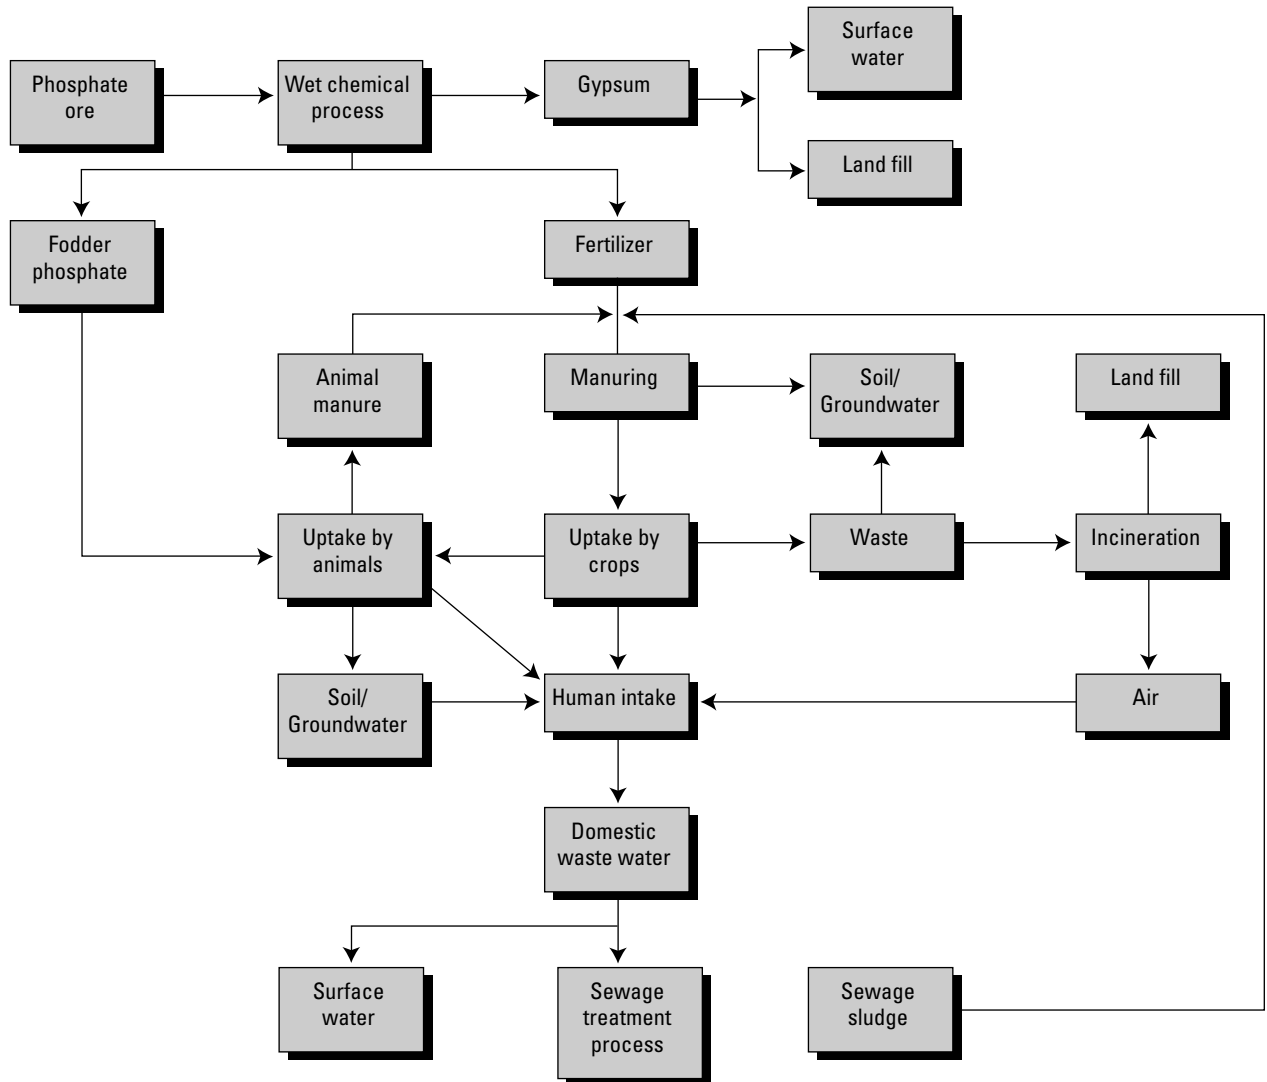 Surface
water
Phosphate
ore
Wet chemical
process
Gypsum
Land fill
Fodder
phosphate
Fertilizer
Animal
manure
Manuring
Soil/
Groundwater
Land fill
Uptake by
animals
Uptake by
crops
Waste
Incineration
Soil/
Groundwater
Human intake
Air
Domestic
waste water
Surface
water
Sewage
treatment
process
Sewage
sludge